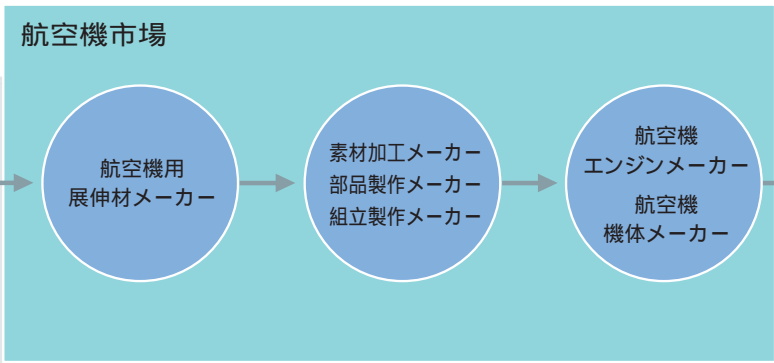 航空機市場
航空機用
展伸材メーカー
素材加工メーカー
部品製作メーカー
組立製作メーカー
航空機
エンジンメーカー
航空機
機体メーカー